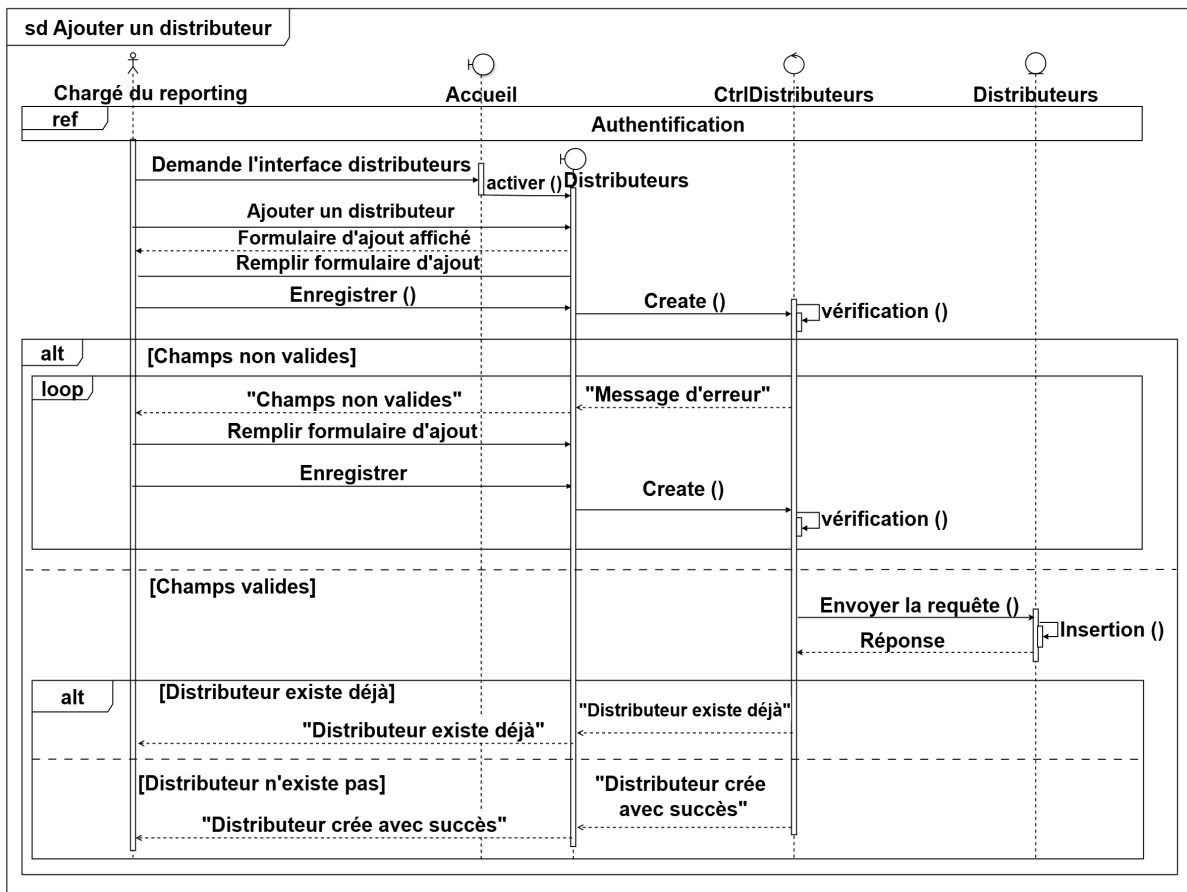 sd Ajouter un distributeur
Chargé du reporting
Accueil
CtrlDistributeurs
Distributeurs
ref
Authentification
Demande l'interface distributeurs
activer ()
Distributeurs
Ajouter un distributeur
Formulaire d'ajout affiché
Remplir formulaire d'ajout
Enregistrer ()
Create ()
vérification ()
alt
[Champs non valides]
loop
"Message d'erreur"
"Champs non valides"
Remplir formulaire d'ajout
Enregistrer
Create ()
vérification ()
[Champs valides]
Envoyer la requête ()
Insertion ()
Réponse
alt
[Distributeur existe déjà]
"Distributeur existe déjà"
"Distributeur existe déjà"
[Distributeur n'existe pas]
"Distributeur crée
avec succès"
"Distributeur crée avec succès"